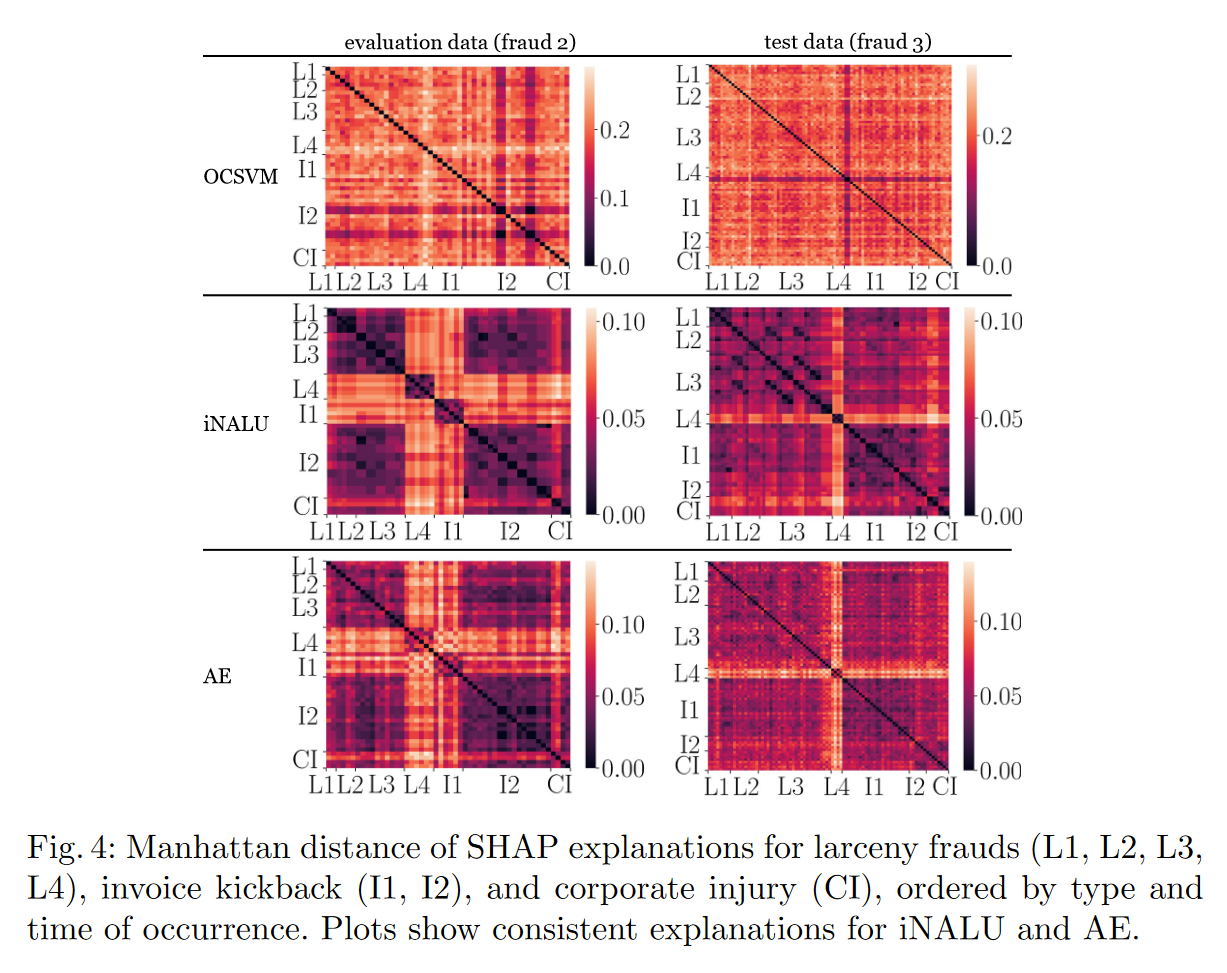 evaluation data (fraud 2)
test data (fraud 3)
OCSVM
L1
L2
L3
L4
I1
I2
CI
L1 L2 L3 L4 I1 I2 CI
0.2
0.1
0.0
L1
L2
L3
L4
I1
I2
CI
L1 L2 L3 L4 I1 I2 CI
0.2
0.0
iNALU
L1
L2
L3
L4
I1
I2
CI
L1 L2 L3 L4 I1 I2 CI
0.10
0.05
0.00
L1
L2
L3
L4
I1
I2
CI
L1 L2 L3 L4 I1 I2 CI
0.10
0.05
0.00
AE
L1
L2
L3
L4
I1
I2
CI
L1 L2 L3 L4 I1 I2 CI
0.10
0.05
0.00
L1
L2
L3
L4
I1
I2
CI
L1 L2 L3 L4 I1 I2 CI
0.10
0.05
0.00
Fig. 4: Manhattan distance of SHAP explanations for larceny frauds (L1, L2, L3,
L4), invoice kickback (I1, I2), and corporate injury (CI), ordered by type and
time of occurrence. Plots show consistent explanations for iNALU and AE.